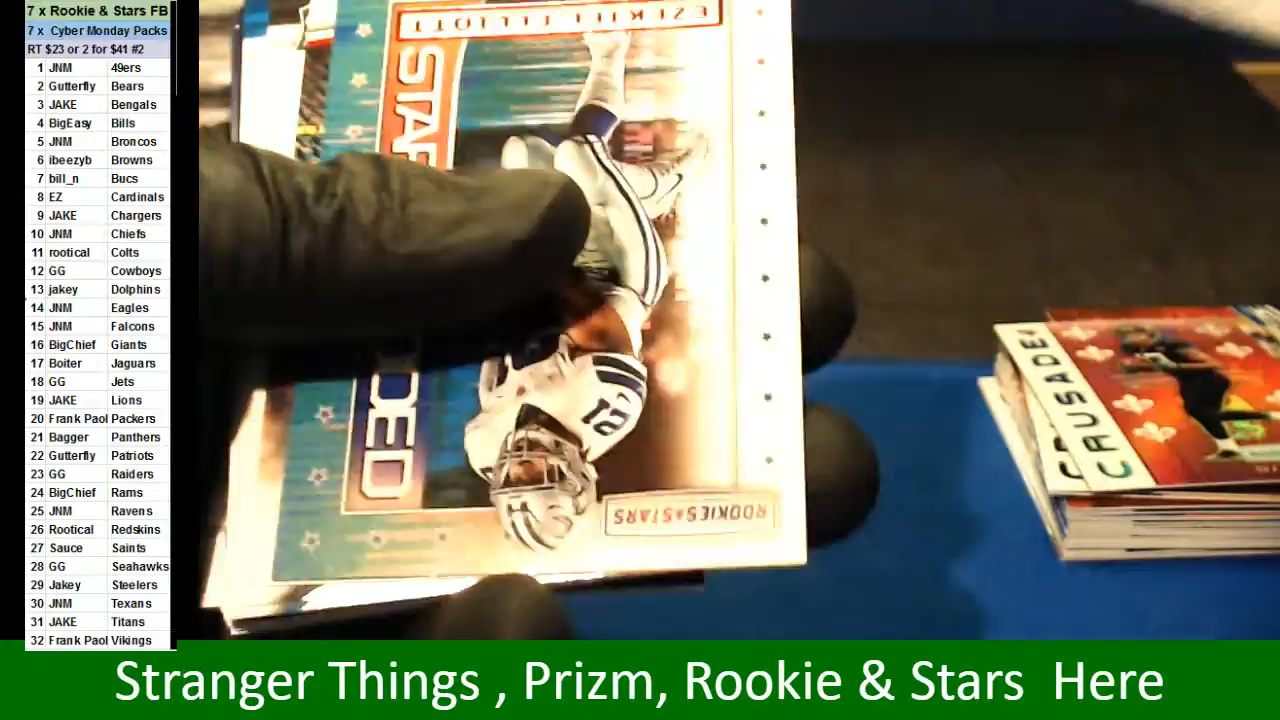 7 x Rookie & Stars FB
7 x Cyber Monday Packs
RT $23 or 2 for $41 #2
1 JNM 49ers
2 Gutterfly Bears
3 JAKE Bengals
4 BigEasy Bills
5 JNM Broncos
6 ibeezyb Browns
7 bill_n Bucs
8 EZ Cardinals
9 JAKE Chargers
10 JNM Chiefs
11 rootical Colts
12 GG Cowboys
13 jakey Dolphins
14 JNM Eagles
15 JNM Falcons
16 BigChief Giants
17 Boiter Jaguars
18 GG Jets
19 JAKE Lions
20 Frank Paol Packers
21 Bagger Panthers
22 Gutterfly Patriots
23 GG Raiders
24 BigChief Rams
25 JNM Ravens
26 Rootical Redskins
27 Sauce Saints
28 GG Seahawks
29 Jakey Steelers
30 JNM Texans
31 JAKE Titans
32 Frank Paol Vikings
EZEKIEL ELLIOTT
21
ROOKIES & STARS
CRUSADE
Stranger Things , Prizm, Rookie & Stars Here